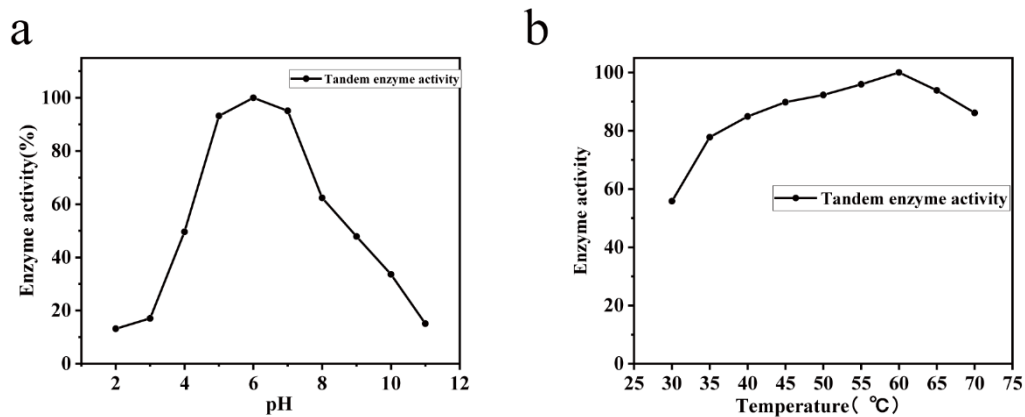 a
Tandem enzyme activity
Enzyme activity(%)
100
80
60
40
20
0
2 4 6 8 10 12
pH
b
Tandem enzyme activity
Enzyme activity
100
80
60
40
20
0
25 30 35 40 45 50 55 60 65 70 75
Temperature( ℃)